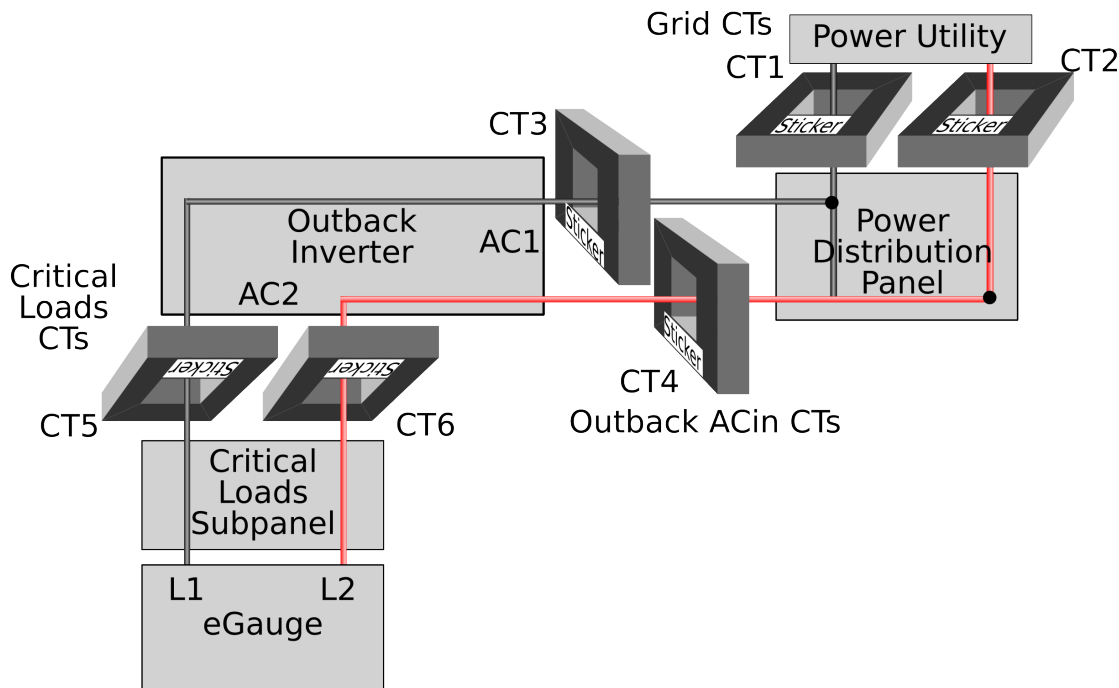 Grid CTs
Power Utility
CT1
CT2
Sticker
Sticker
CT3
Sticker
Outback
Inverter
AC1
Power
Distribution
Panel
Critical
Loads
CTs
AC2
Sticker
Sticker
Sticker
CT4
Outback ACin CTs
CT5
CT6
Critical
Loads
Subpanel
L1
L2
eGauge